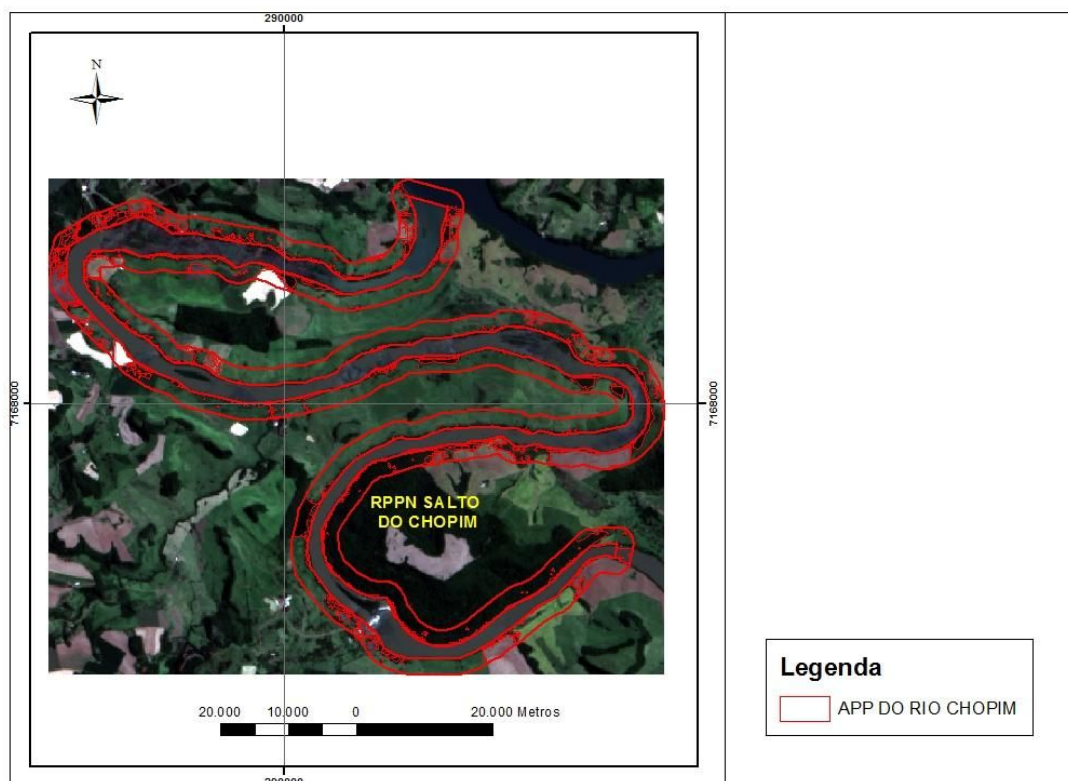 290000
N
7168000
7168000
RPPN SALTO
DO CHOPIM
20.000 10.000 0 20.000 Metros
Legenda
APP DO RIO CHOPIM